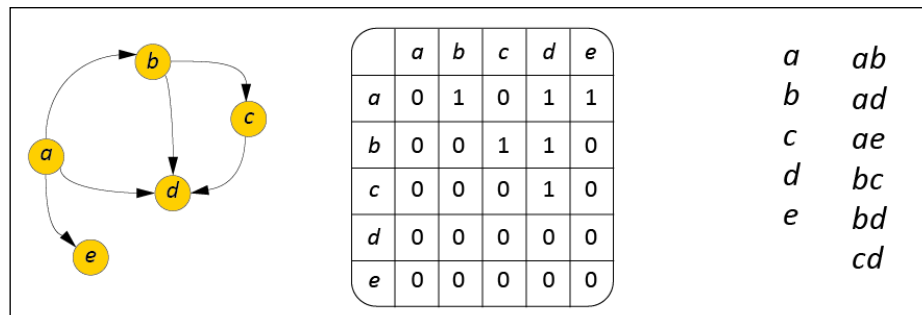 b
c
a
d
e
a b c d e
a 0 1 0 1 1
b 0 0 1 1 0
c 0 0 0 1 0
d 0 0 0 0 0
e 0 0 0 0 0
a ab
b ad
c ae
d bc
e bd
cd